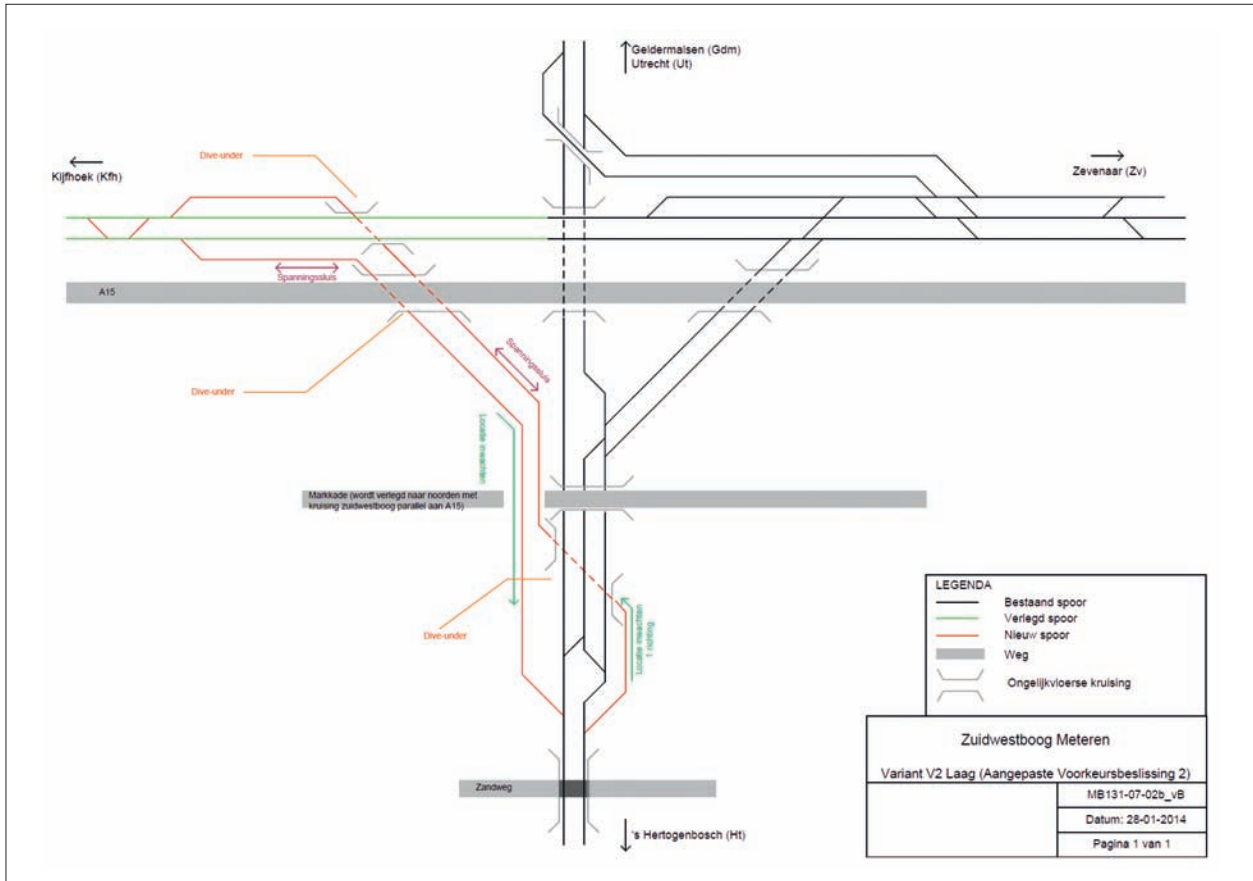 Geldermalsen (Gdm)
Utrecht (Ut)
Dive-under
Kijfhoek (Kfh)
Zevenaar (Zv)
Spanningssluis
A15
Spanningssluis
Dive-under
Locatie inwachten
Markkade (wordt verlegd naar noorden met
kruising zuidwestboog parallel aan A15)
Dive-under
Locatie inwachten
1 richting
LEGENDA
Bestaand spoor
Verlegd spoor
Nieuw spoor
Weg
Ongelijkvloerse kruising
Zuidwestboog Meteren
Variant V2 Laag (Aangepaste Voorkeursbeslissing 2)
MB131-07-02b_vB
Datum: 28-01-2014
Pagina 1 van 1
Zandweg
's Hertogenbosch (Ht)